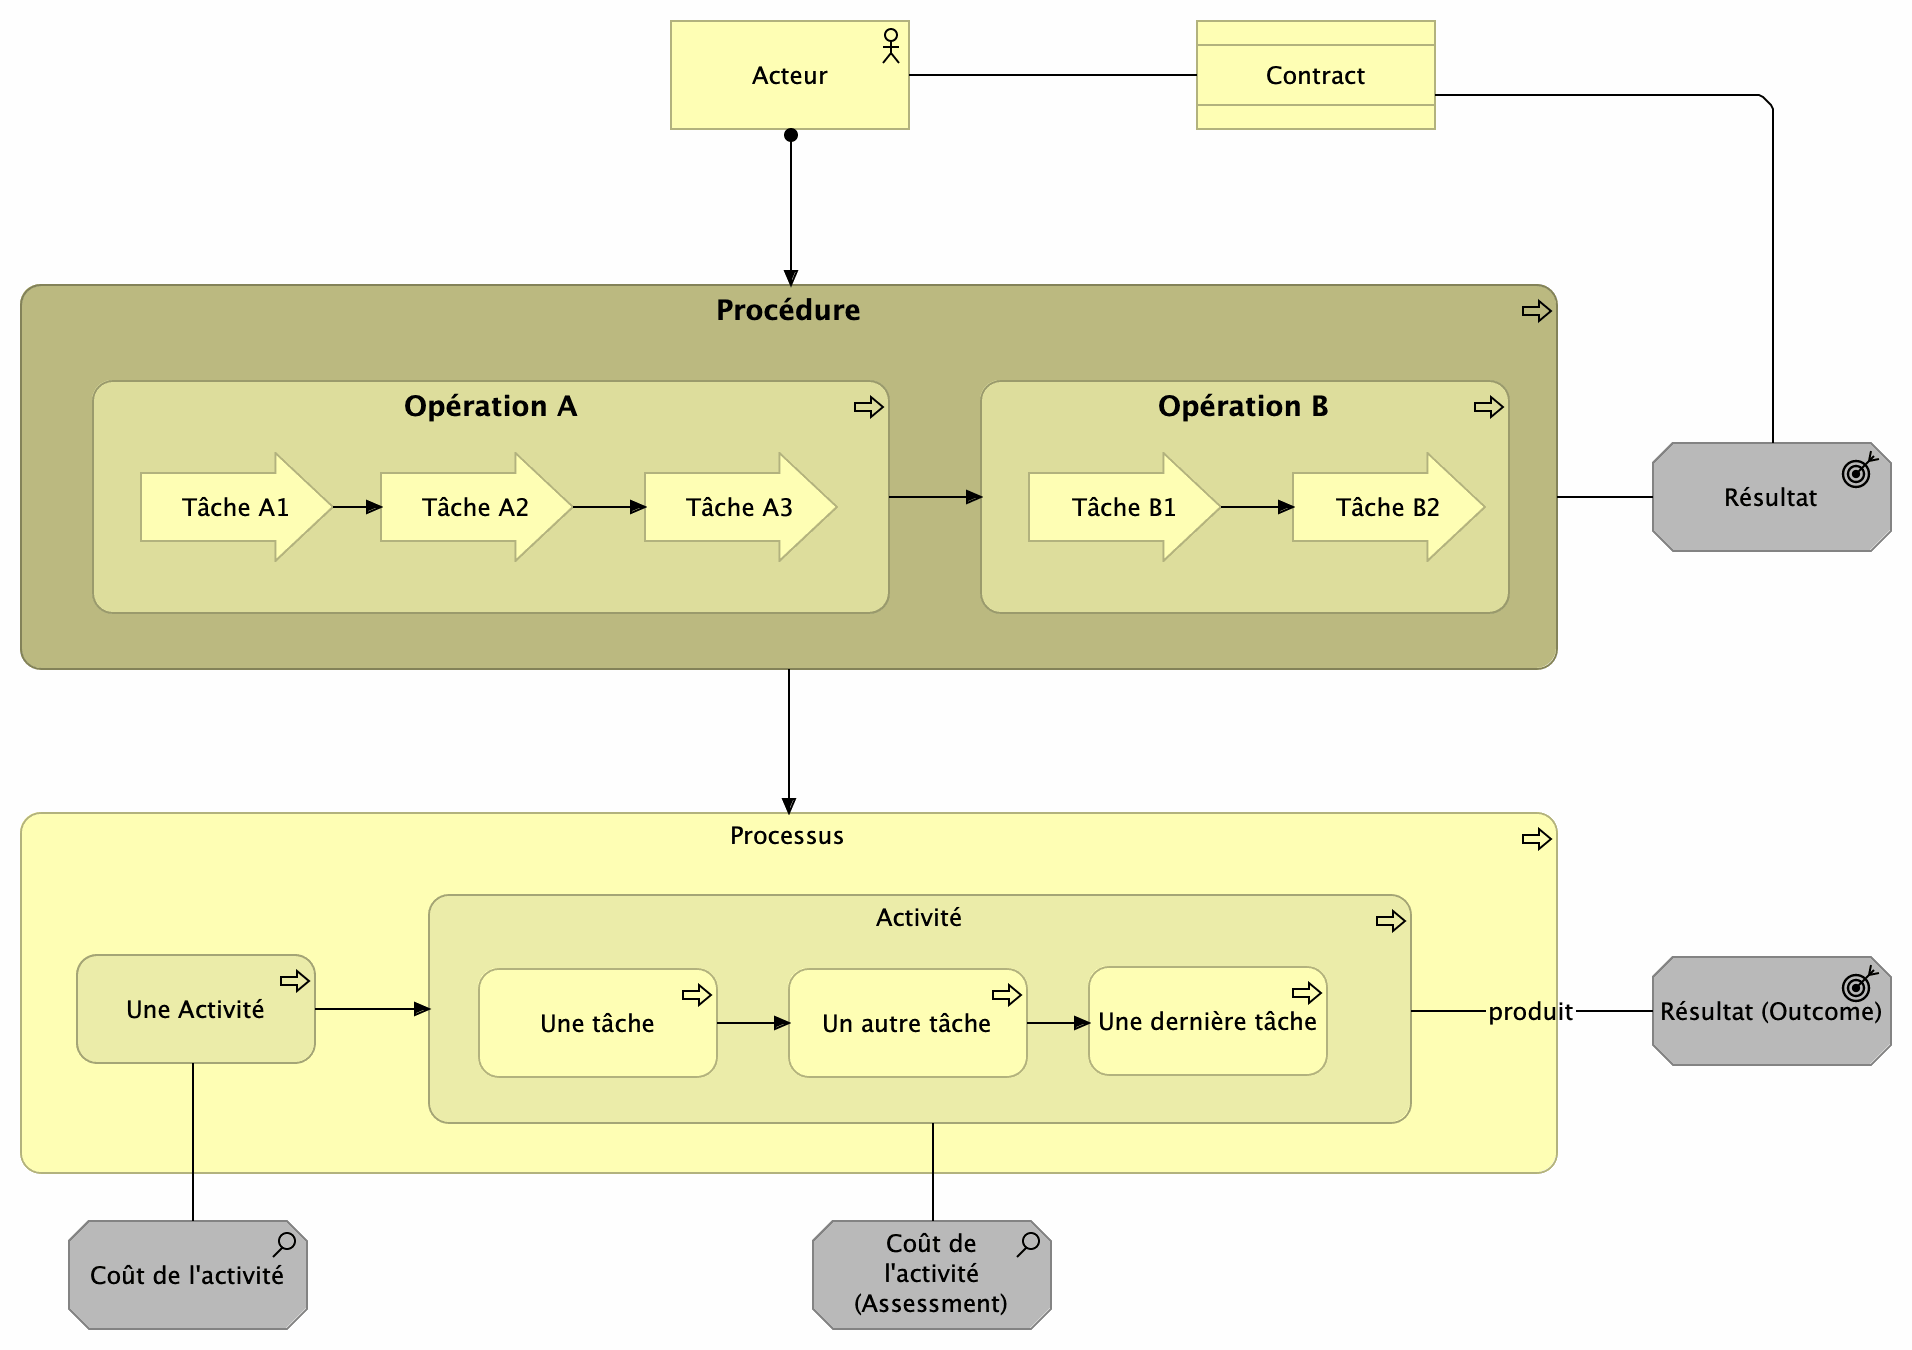 Acteur
Contract
Procédure
Opération A
Opération B
Tâche A1
Tâche A2
Tâche A3
Tâche B1
Tâche B2
Résultat
Processus
Activité
Une Activité
Une tâche
Un autre tâche
Une dernière tâche
produit
Résultat (Outcome)
Coût de l'activité
Coût de
l'activité
(Assessment)